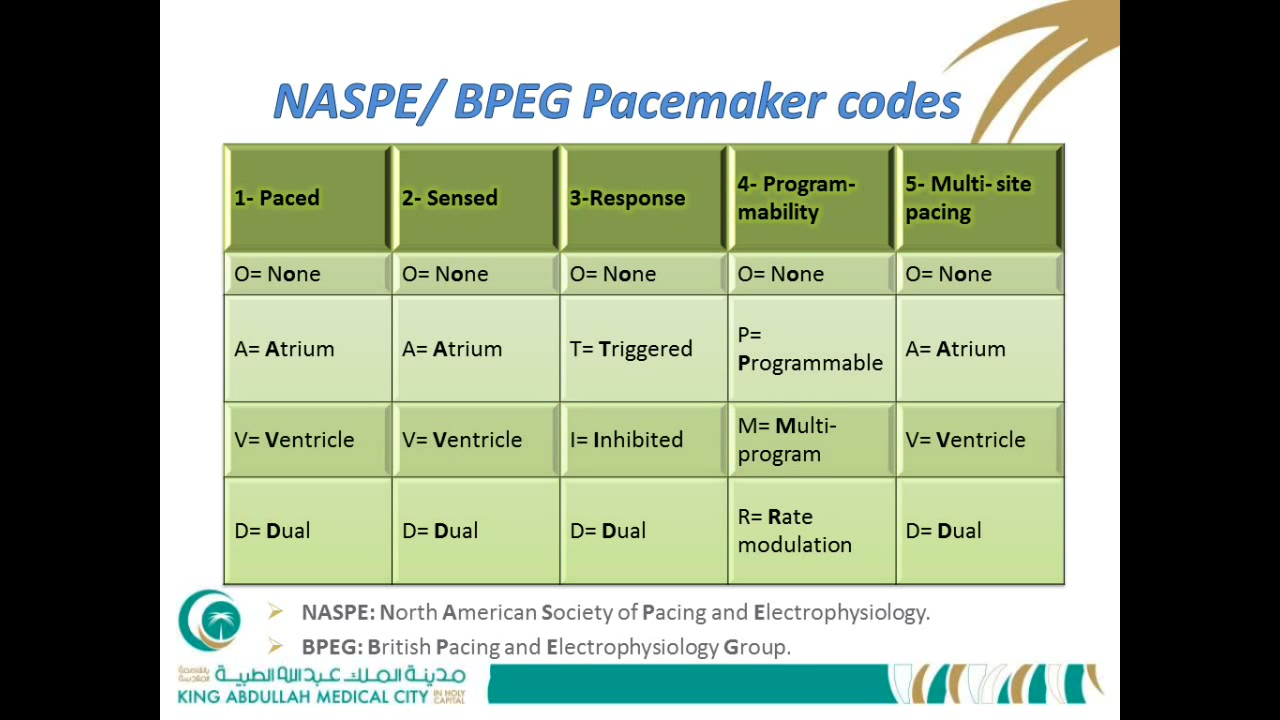 NASPE/ BPEG Pacemaker codes
1- Paced
2- Sensed
3-Response
4- Program-
mability
5- Multi- site
pacing
O= None
O= None
O= None
O= None
O= None
A= Atrium
A= Atrium
T= Triggered
P=
Programmable
A= Atrium
V= Ventricle
V= Ventricle
I= Inhibited
M= Multi-
program
V= Ventricle
D= Dual
D= Dual
D= Dual
R= Rate
modulation
D= Dual
NASPE: North American Society of Pacing and Electrophysiology.
BPEG: British Pacing and Electrophysiology Group.
مدينة الملك عبدالله الطبية
بالعاصمة
المقدسة
KING ABDULLAH MEDICAL CITY
IN HOLY
CAPITAL